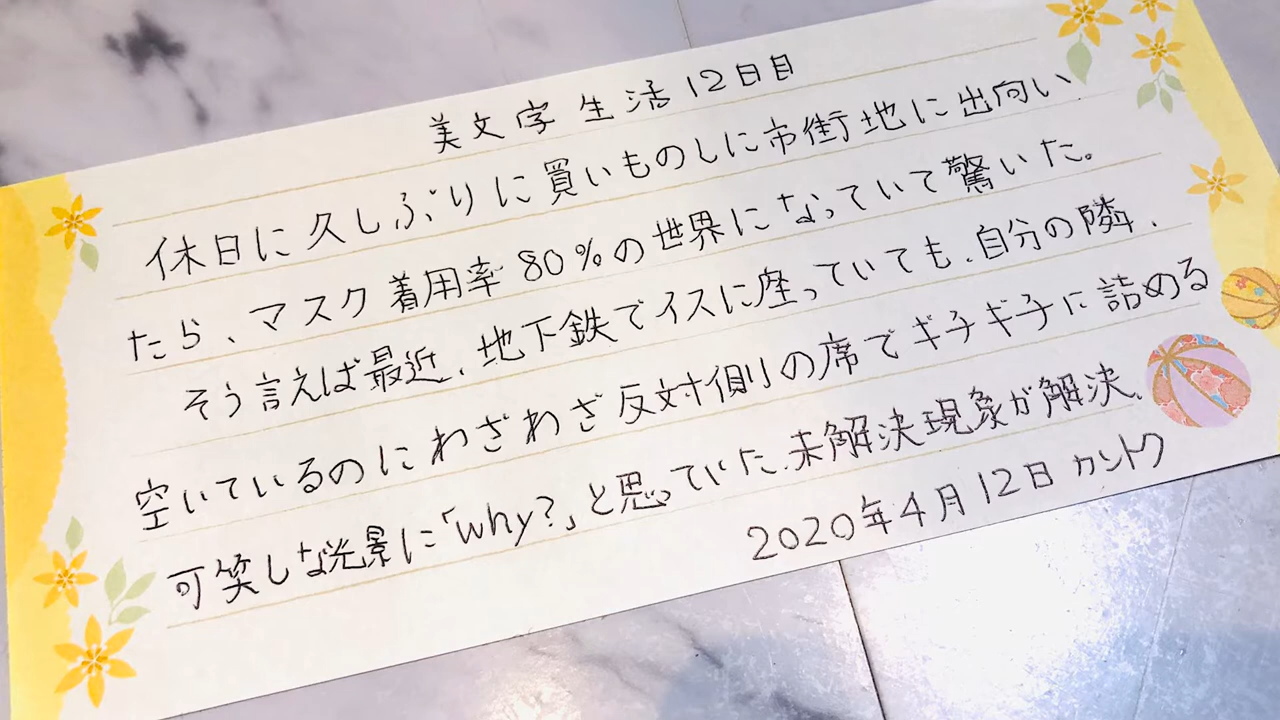 美文字生活12日目
休日に久しぶりに買いものしに市街地に出向い
たら、マスク着用率80%の世界になっていて驚いた。
そう言えば最近、地下鉄でイスに座っていても、自分の隣、
空いているのにわざわざ反対側の席でギチギチに詰める
可笑しな光景に「why?」と思っていた、未解決現象が解決、
2020年4月12日 カントク